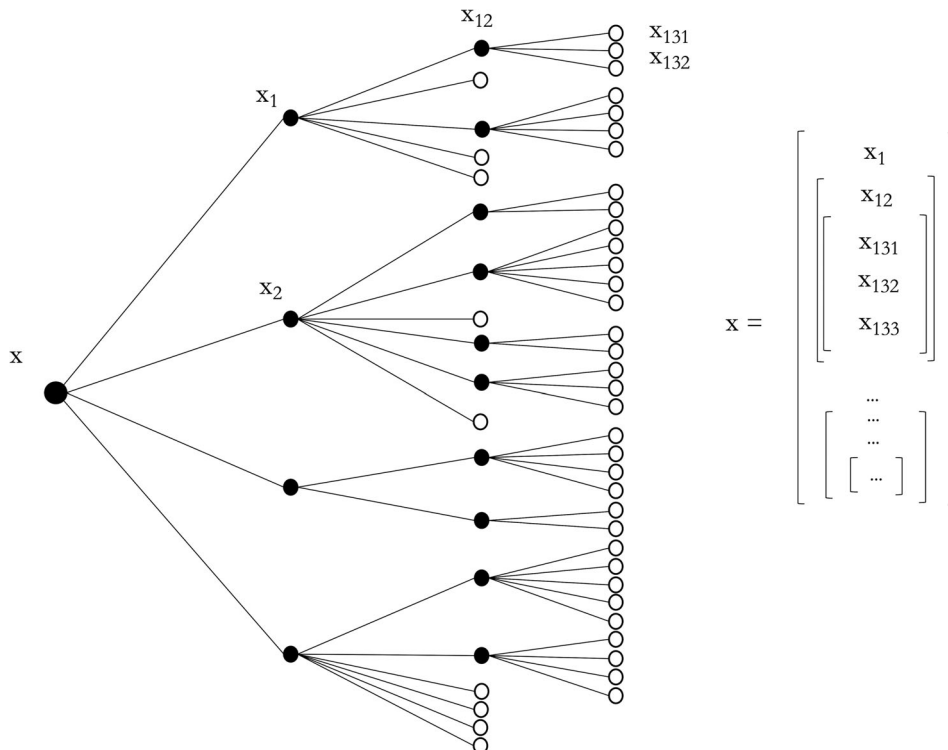 x₁₂
x₁₃₁
x₁₃₂
x₁
x₂
x
x =
x₁
x₁₂
x₁₃₁
x₁₃₂
x₁₃₃
...
...
...
...